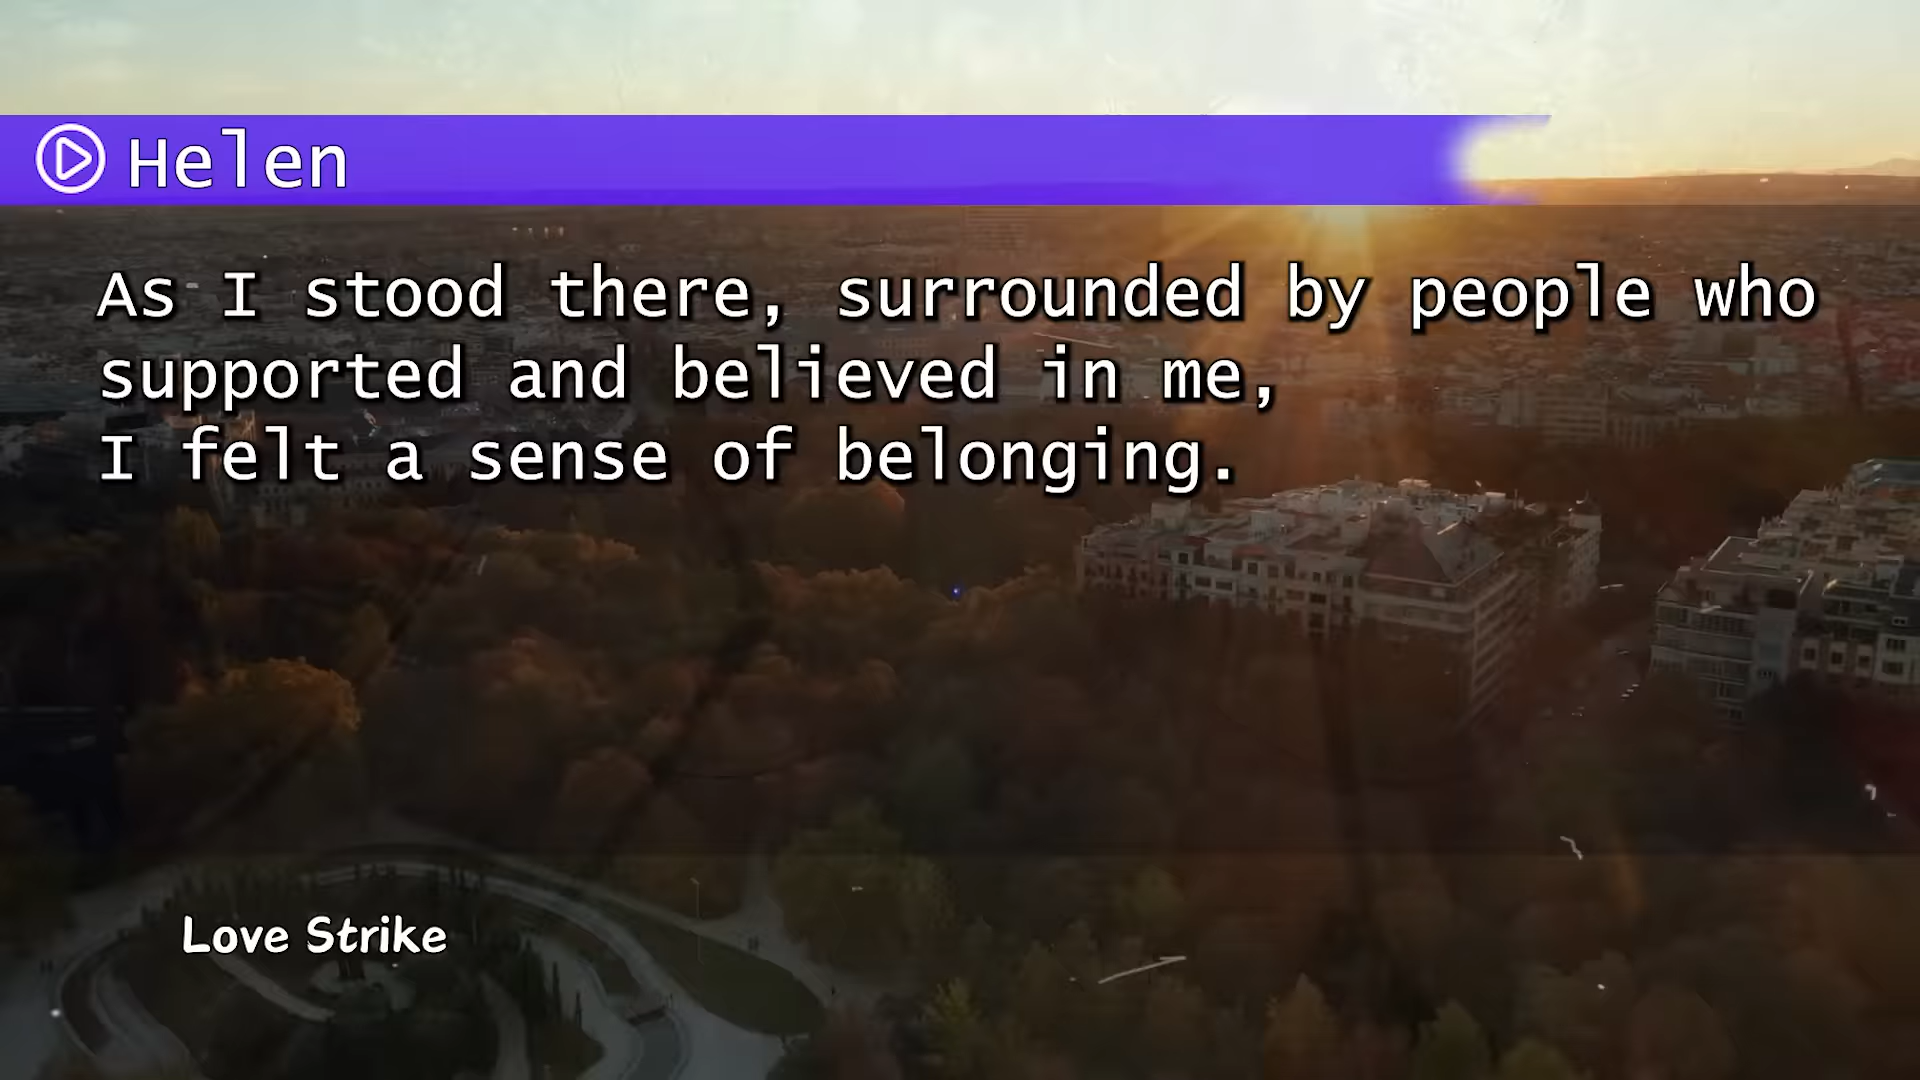 Helen
As I stood there, surrounded by people who
supported and believed in me,
I felt a sense of belonging.
Love Strike